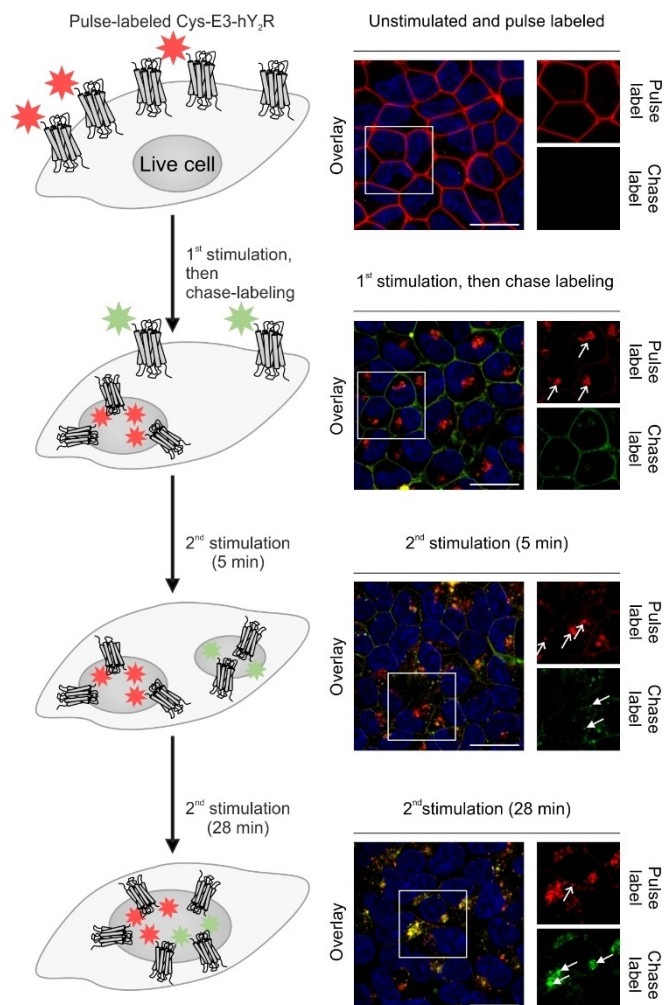 Pulse-labeled Cys-E3-hY₂R
Live cell
1st stimulation,
then
chase-labeling
2nd stimulation
(5 min)
2nd stimulation
(28 min)
Unstimulated and pulse labeled
Overlay
Pulse
label
Chase
label
1st stimulation, then chase labeling
Overlay
Pulse
label
Chase
label
2nd stimulation (5 min)
Overlay
Pulse
label
Chase
label
2nd stimulation (28 min)
Overlay
Pulse
label
Chase
label